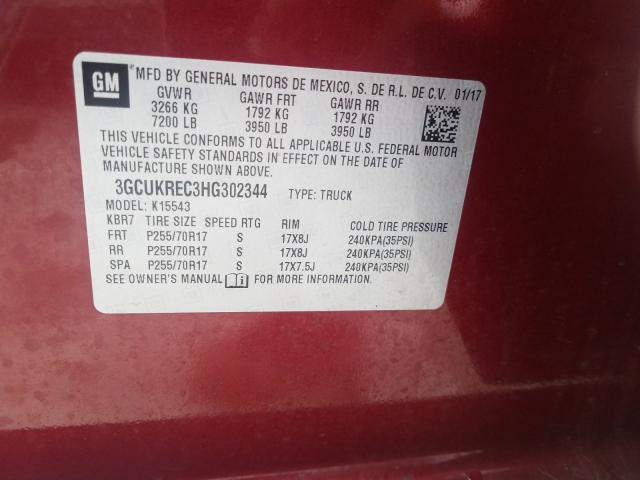 GM
MFD BY GENERAL MOTORS DE MEXICO, S. DE R.L. DE C.V. 01/17
GVWR GAWR FRT GAWR RR
3266 KG 1792 KG 1792 KG
7200 LB 3950 LB 3950 LB
THIS VEHICLE CONFORMS TO ALL APPLICABLE U.S. FEDERAL MOTOR
VEHICLE SAFETY STANDARDS IN EFFECT ON THE DATE OF
MANUFACTURE SHOWN ABOVE.
3GCUKREC3HG302344 TYPE: TRUCK
MODEL: K15543
KBR7 TIRE SIZE SPEED RTG RIM COLD TIRE PRESSURE
FRT P255/70R17 S 17X8J 240KPA(35PSI)
RR P255/70R17 S 17X8J 240KPA(35PSI)
SPA P255/70R17 S 17X7.5J 240KPA(35PSI)
SEE OWNER'S MANUAL i FOR MORE INFORMATION.